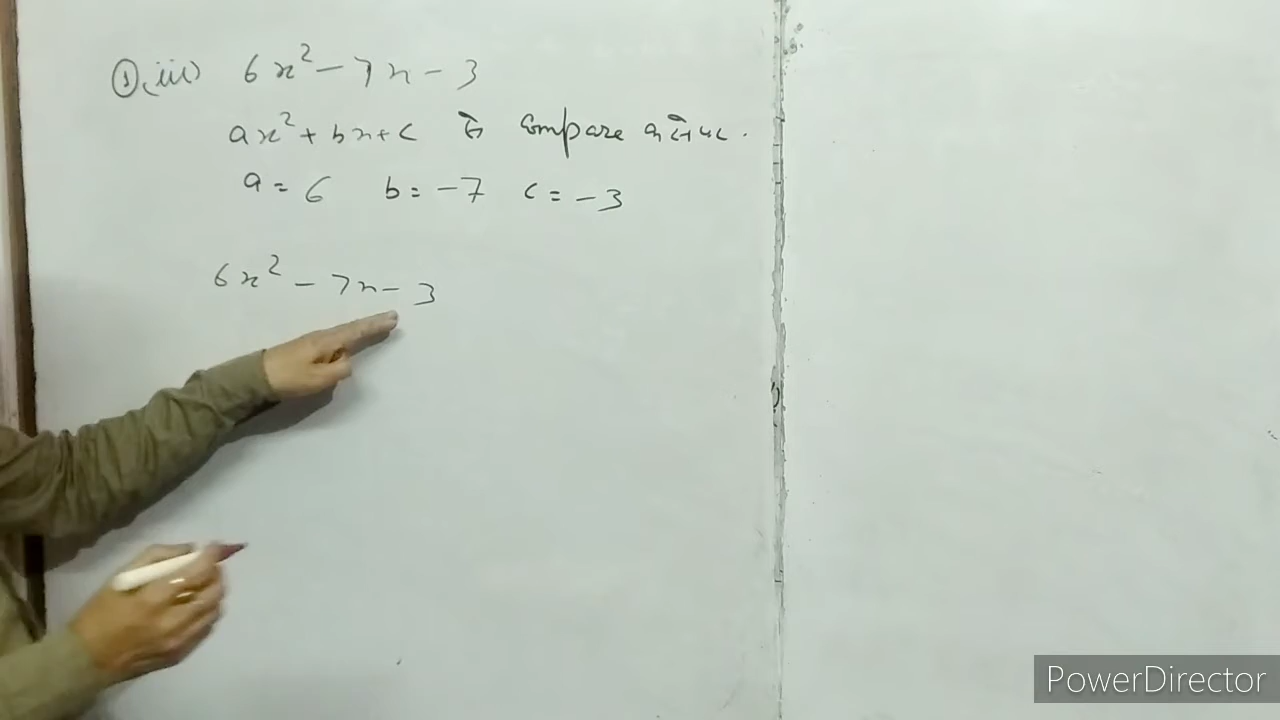 ① (iii) 6x² - 7x - 3
ax² + bx + c से compare करने पर
a = 6 b = -7 c = -3
6x² - 7x - 3
PowerDirector